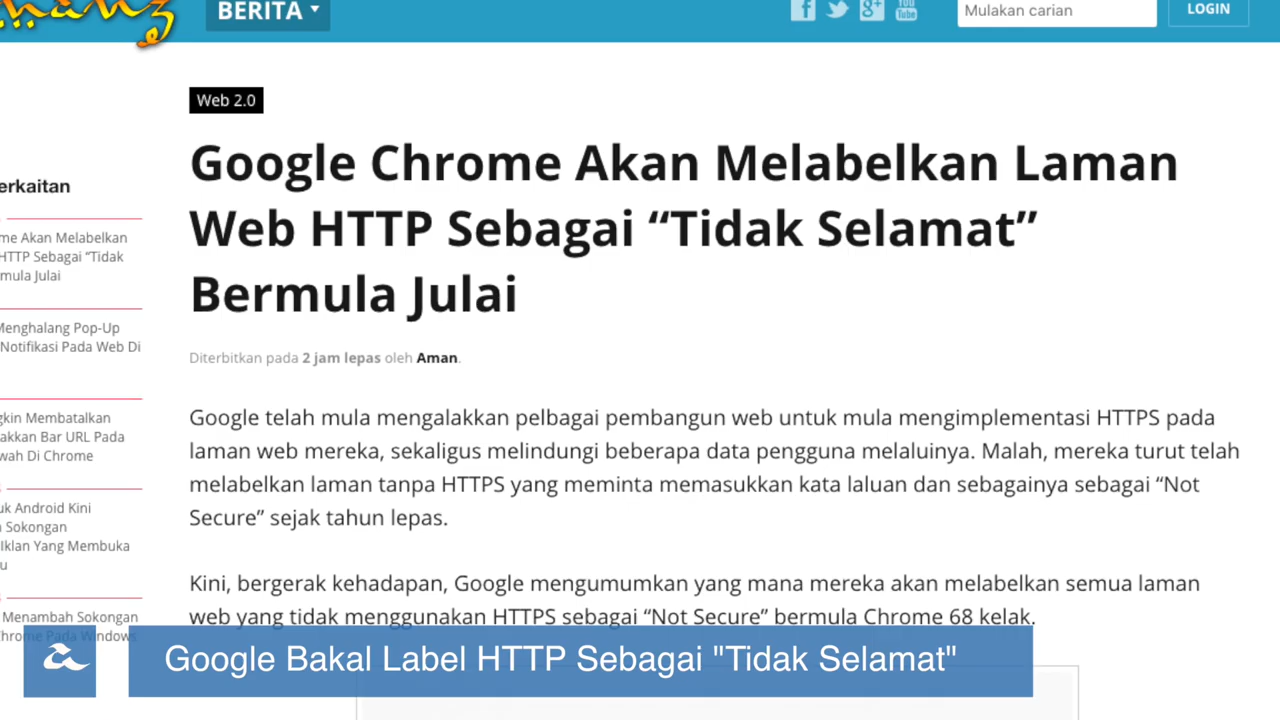 BERITA
Mulakan carian
LOGIN
Web 2.0
Google Chrome Akan Melabelkan Laman
Web HTTP Sebagai “Tidak Selamat”
Bermula Julai
Diterbitkan pada 2 jam lepas oleh Aman.
erkaitan
me Akan Melabelkan
HTTP Sebagai “Tidak
mula Julai
Menghalang Pop-Up
Notifikasi Pada Web Di
gkin Membatalkan
akkan Bar URL Pada
wah Di Chrome
uk Android Kini
Sokongan
Iklan Yang Membuka
u
Menambah Sokongan
hrome Pada Windows
Google telah mula mengalakkan pelbagai pembangun web untuk mula mengimplementasi HTTPS pada
laman web mereka, sekaligus melindungi beberapa data pengguna melaluinya. Malah, mereka turut telah
melabelkan laman tanpa HTTPS yang meminta memasukkan kata laluan dan sebagainya sebagai “Not
Secure” sejak tahun lepas.
Kini, bergerak kehadapan, Google mengumumkan yang mana mereka akan melabelkan semua laman
web yang tidak menggunakan HTTPS sebagai “Not Secure” bermula Chrome 68 kelak.
Google Bakal Label HTTP Sebagai "Tidak Selamat"